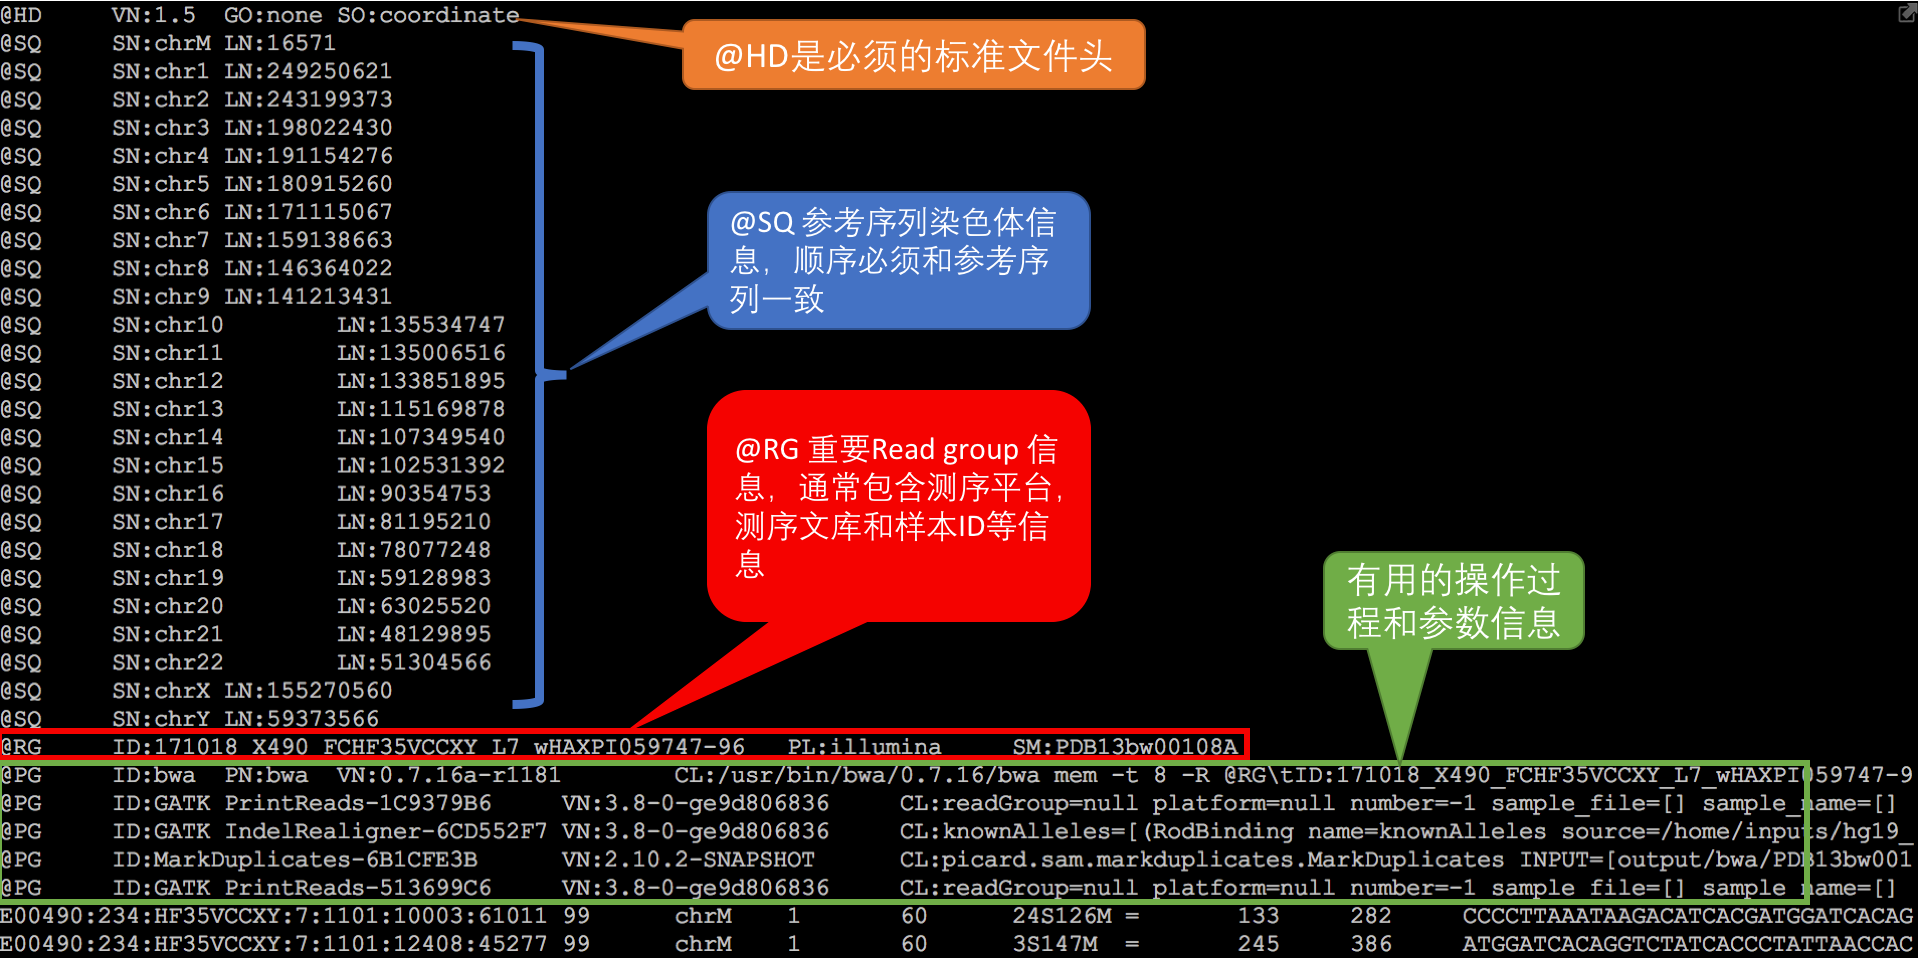 @HD VN:1.5 GO:none SO:coordinate
@HD是必须的标准文件头
@SQ SN:chrM LN:16571
@SQ SN:chr1 LN:249250621
@SQ SN:chr2 LN:243199373
@SQ SN:chr3 LN:198022430
@SQ SN:chr4 LN:191154276
@SQ SN:chr5 LN:180915260
@SQ SN:chr6 LN:171115067
@SQ SN:chr7 LN:159138663
@SQ SN:chr8 LN:146364022
@SQ SN:chr9 LN:141213431
@SQ SN:chr10 LN:135534747
@SQ SN:chr11 LN:135006516
@SQ SN:chr12 LN:133851895
@SQ SN:chr13 LN:115169878
@SQ SN:chr14 LN:107349540
@SQ SN:chr15 LN:102531392
@SQ SN:chr16 LN:90354753
@SQ SN:chr17 LN:81195210
@SQ SN:chr18 LN:78077248
@SQ SN:chr19 LN:59128983
@SQ SN:chr20 LN:63025520
@SQ SN:chr21 LN:48129895
@SQ SN:chr22 LN:51304566
@SQ SN:chrX LN:155270560
@SQ SN:chrY LN:59373566
@SQ 参考序列染色体信
息，顺序必须和参考序
列一致
@RG 重要Read group 信
息，通常包含测序平台，
测序文库和样本ID等信
息
有用的操作过
程和参数信息
@RG ID:171018_X490_FCHF35VCCXY_L7_wHAXPI059747-96 PL:illumina SM:PDB13bw00108A
@PG ID:bwa PN:bwa VN:0.7.16a-r1181 CL:/usr/bin/bwa/0.7.16/bwa mem -t 8 -R @RG\tID:171018_X490_FCHF35VCCXY_L7_wHAXPI059747-9
@PG ID:GATK PrintReads-1C9379B6 VN:3.8-0-ge9d806836 CL:readGroup=null platform=null number=-1 sample_file=[] sample_name=[]
@PG ID:GATK IndelRealigner-6CD552F7 VN:3.8-0-ge9d806836 CL:knownAlleles=[(RodBinding name=knownAlleles source=/home/inputs/hg19_
@PG ID:MarkDuplicates-6B1CFE3B VN:2.10.2-SNAPSHOT CL:picard.sam.markduplicates.MarkDuplicates INPUT=[output/bwa/PDB13bw001
@PG ID:GATK PrintReads-513699C6 VN:3.8-0-ge9d806836 CL:readGroup=null platform=null number=-1 sample_file=[] sample_name=[]
E00490:234:HF35VCCXY:7:1101:10003:61011 99 chrM 1 60 24S126M = 133 282 CCCCTTAAATAAGACATCACGATGGATCACAG
E00490:234:HF35VCCXY:7:1101:12408:45277 99 chrM 1 60 3S147M = 245 386 ATGGATCACAGGTCTATCACCCTATTAACCAC